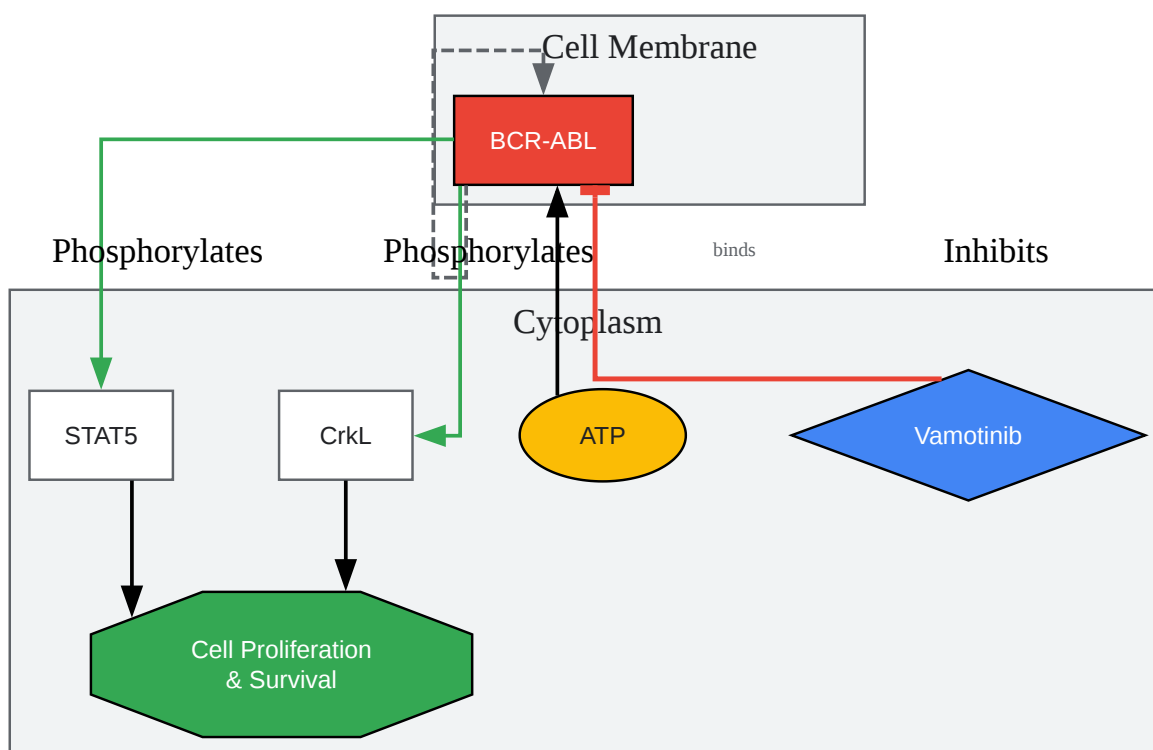 Cell Membrane
BCR-ABL
Phosphorylates
Phosphorylates
binds
Inhibits
Cytoplasm
STAT5
CrkL
ATP
Vamotinib
Cell Proliferation
& Survival